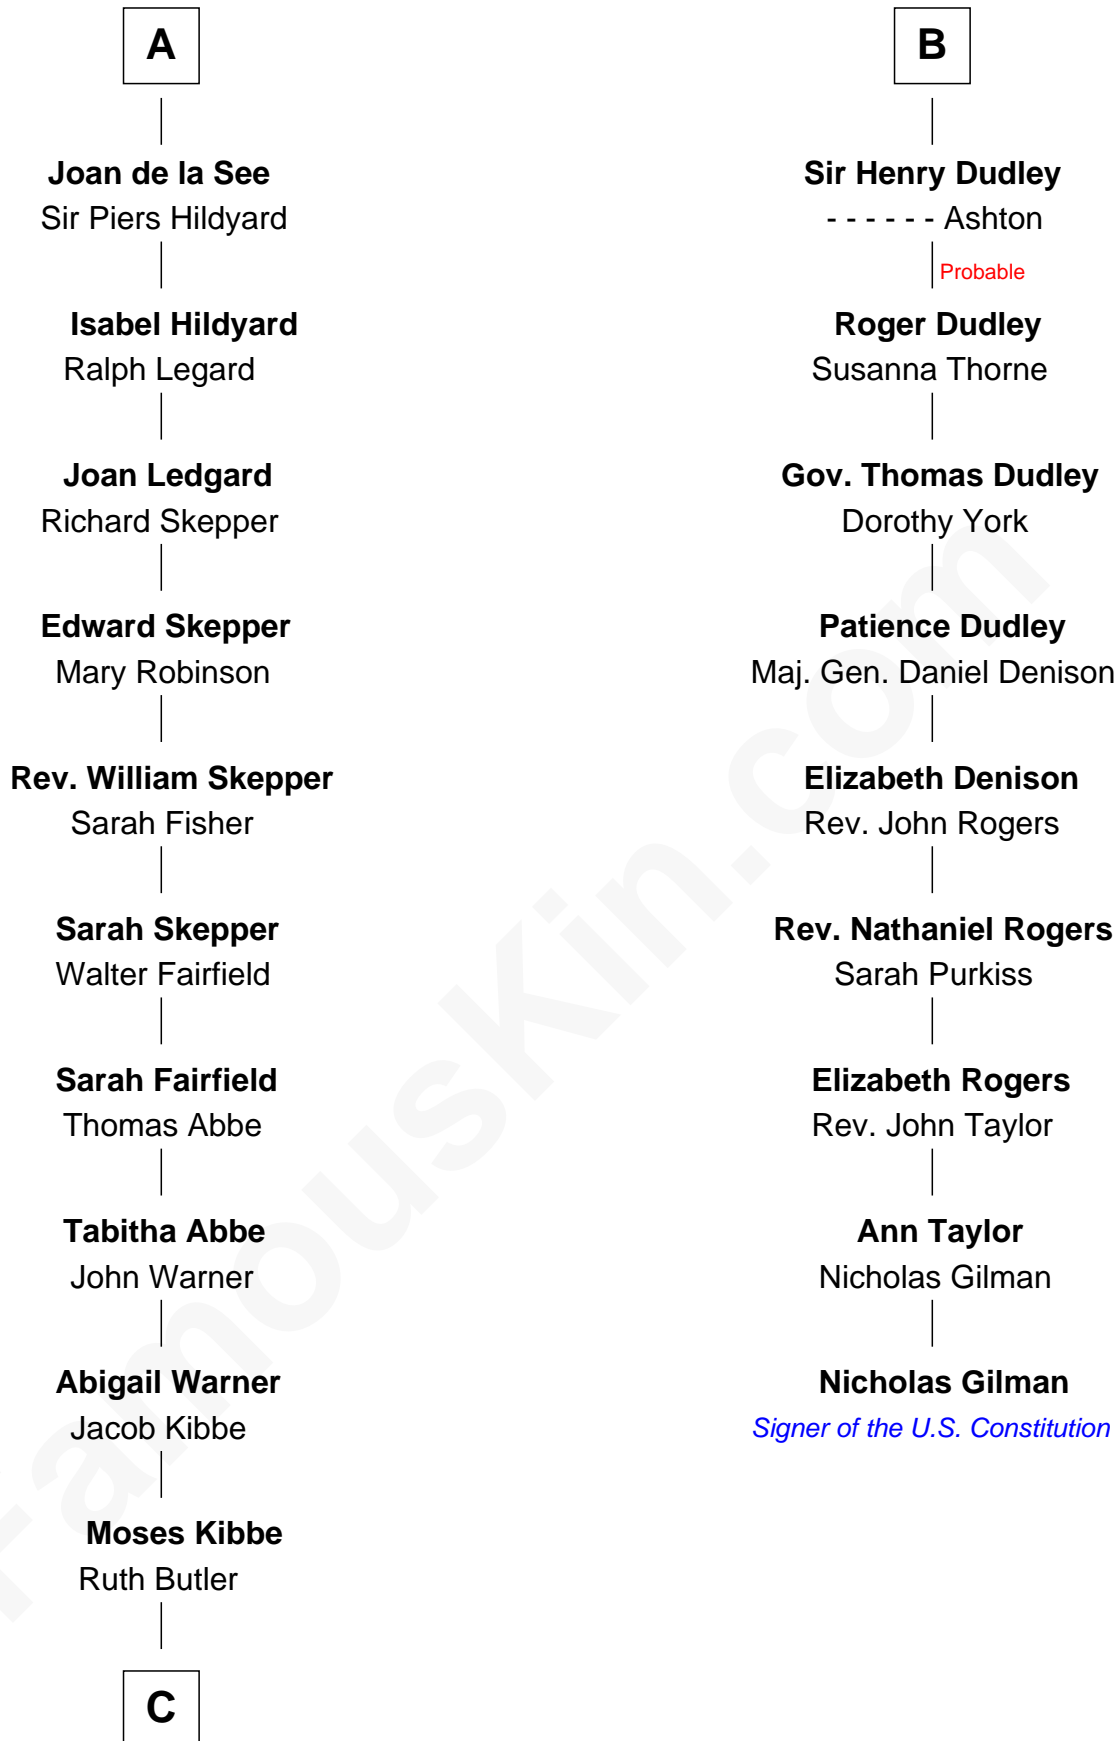 A
Joan de la See
Sir Piers Hildyard
Isabel Hildyard
Ralph Legard
Joan Ledgard
Richard Skepper
Edward Skepper
Mary Robinson
Rev. William Skepper
Sarah Fisher
Sarah Skepper
Walter Fairfield
Sarah Fairfield
Thomas Abbe
Tabitha Abbe
John Warner
Abigail Warner
Jacob Kibbe
Moses Kibbe
Ruth Butler
C
B
Sir Henry Dudley
- - - - - - Ashton
Probable
Roger Dudley
Susanna Thorne
Gov. Thomas Dudley
Dorothy York
Patience Dudley
Maj. Gen. Daniel Denison
Elizabeth Denison
Rev. John Rogers
Rev. Nathaniel Rogers
Sarah Purkiss
Elizabeth Rogers
Rev. John Taylor
Ann Taylor
Nicholas Gilman
Nicholas Gilman
Signer of the U.S. Constitution
FamousKin.com